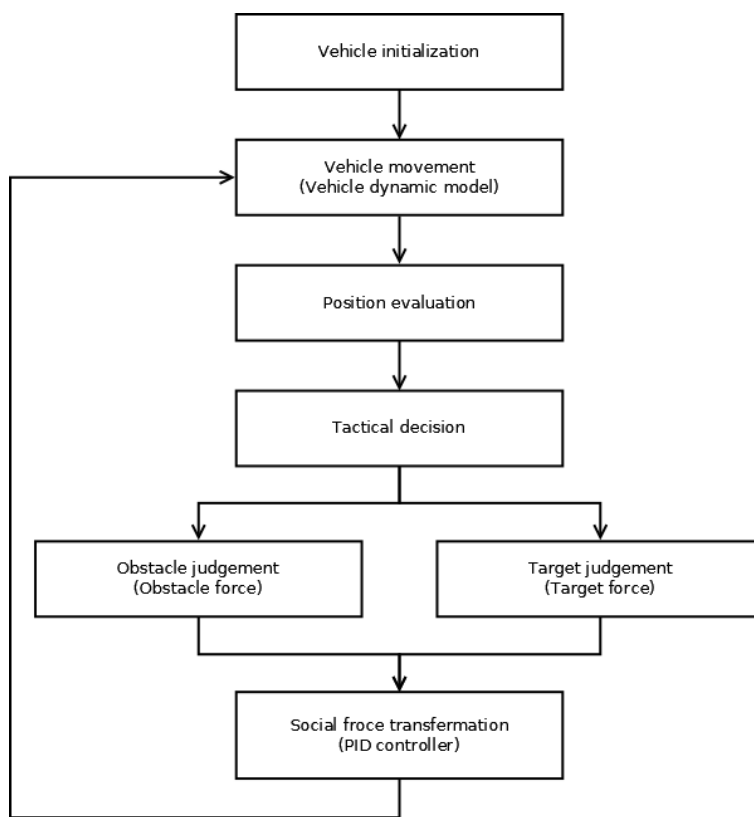 Vehicle initialization
Vehicle movement
(Vehicle dynamic model)
Position evaluation
Tactical decision
Obstacle judgement
(Obstacle force)
Target judgement
(Target force)
Social froce transfermation
(PID controller)